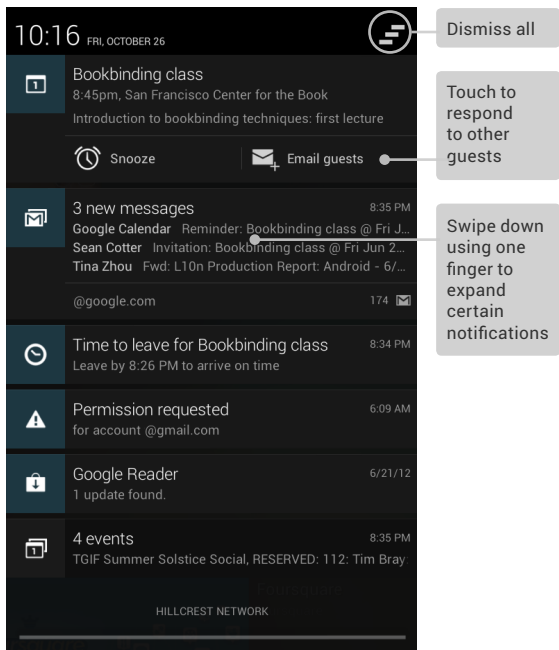 10:16 FRI, OCTOBER 26
Dismiss all
1
Bookbinding class
8:45pm, San Francisco Center for the Book
Introduction to bookbinding techniques: first lecture
Touch to
respond
to other
guests
Snooze
Email guests
3 new messages 8:35 PM
Google Calendar Reminder: Bookbinding class @ Fri J...
Sean Cotter Invitation: Bookbinding class @ Fri Jun 2...
Tina Zhou Fwd: L10n Production Report: Android - 6/...
@google.com 174
Swipe down
using one
finger to
expand
certain
notifications
Time to leave for Bookbinding class 8:34 PM
Leave by 8:26 PM to arrive on time
Permission requested 6:09 AM
for account @gmail.com
Google Reader 6/21/12
1 update found.
1
4 events 8:35 PM
TGIF Summer Solstice Social, RESERVED: 112: Tim Bray
HILLCREST NETWORK